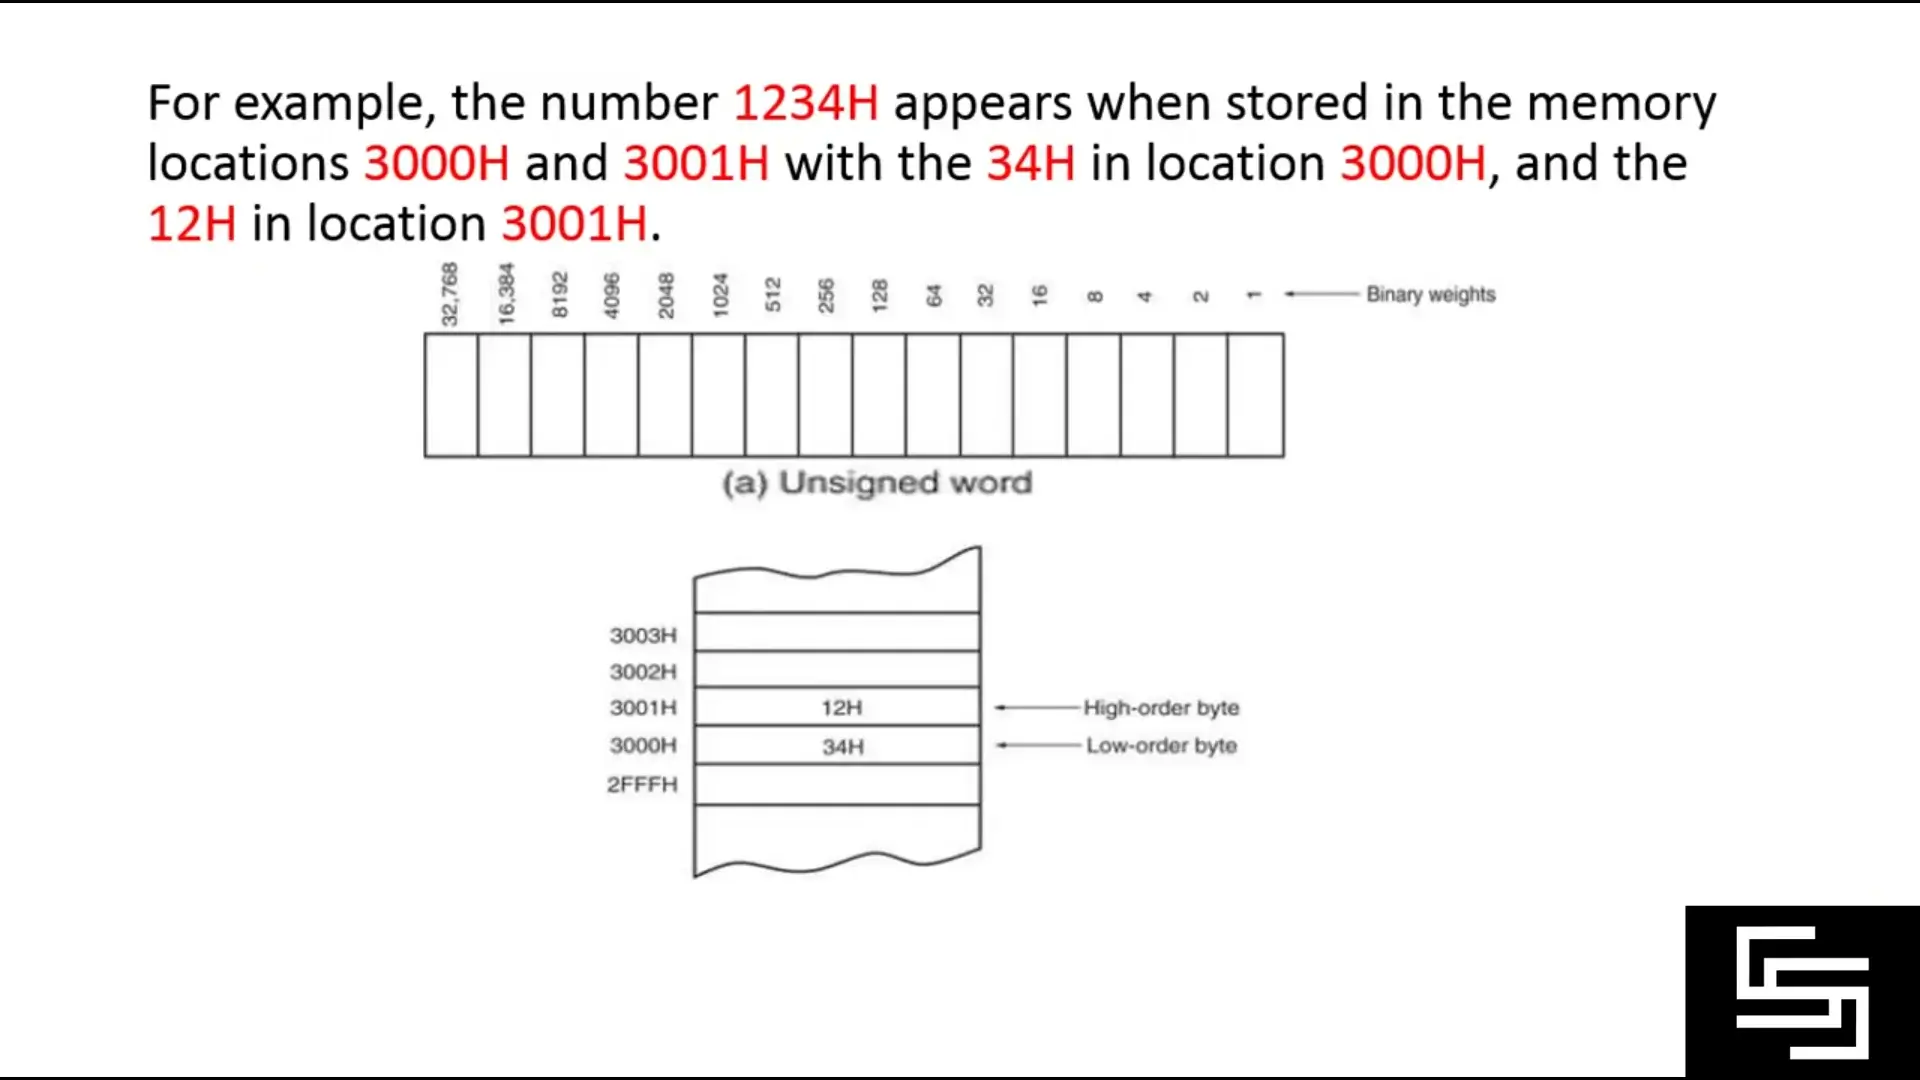 For example, the number 1234H appears when stored in the memory
locations 3000H and 3001H with the 34H in location 3000H, and the
12H in location 3001H.
32,768 16,384 8192 4096 2048 1024 512 256 128 64 32 16 8 4 2 1 Binary weights
(a) Unsigned word
3003H
3002H
3001H 12H High-order byte
3000H 34H Low-order byte
2FFFH